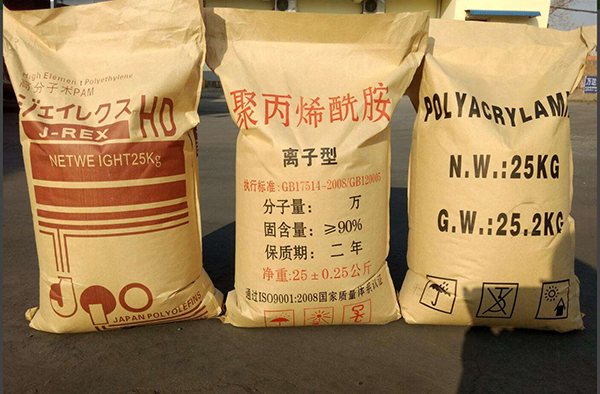 High Element Polyethylene
高分子木PAM
ラジェイレクス
J-REX
HD
NETWE IGHT25Kg
JAPAN POLYOLEFINS
聚丙烯酰胺
离子型
执行标准:GB17514-2008/GB120005
分子量: 万
固含量: ≥90%
保质期: 二年
净重:25±0.25公斤
通过ISO9001:2008国家质量体系认证
POLYACRYLAMI
N.W.:25KG
G.W.:25.2KG